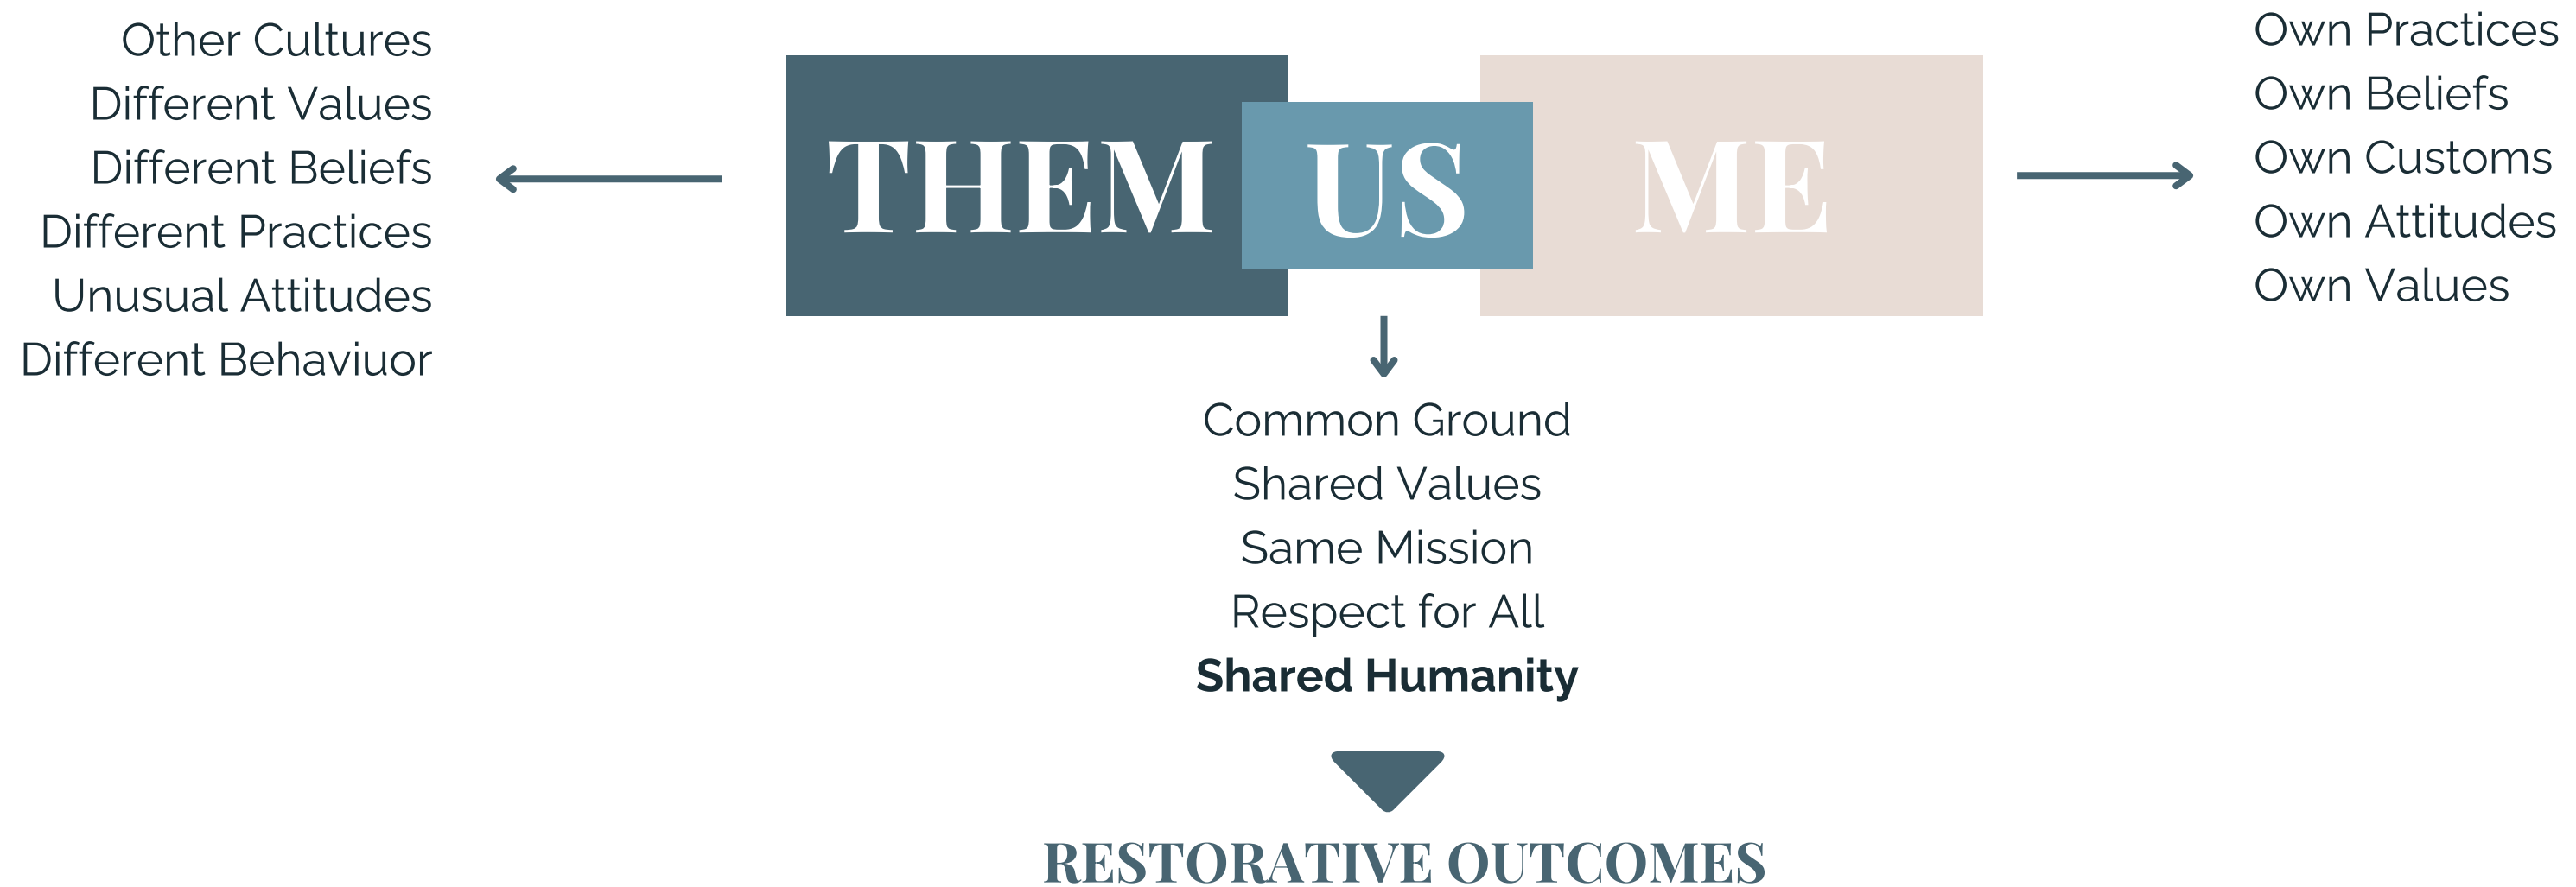 Other Cultures
Different Values
Different Beliefs
Different Practices
Unusual Attitudes
Different Behaviuor
THEM
US
ME
Own Practices
Own Beliefs
Own Customs
Own Attitudes
Own Values
Common Ground
Shared Values
Same Mission
Respect for All
Shared Humanity
RESTORATIVE OUTCOMES